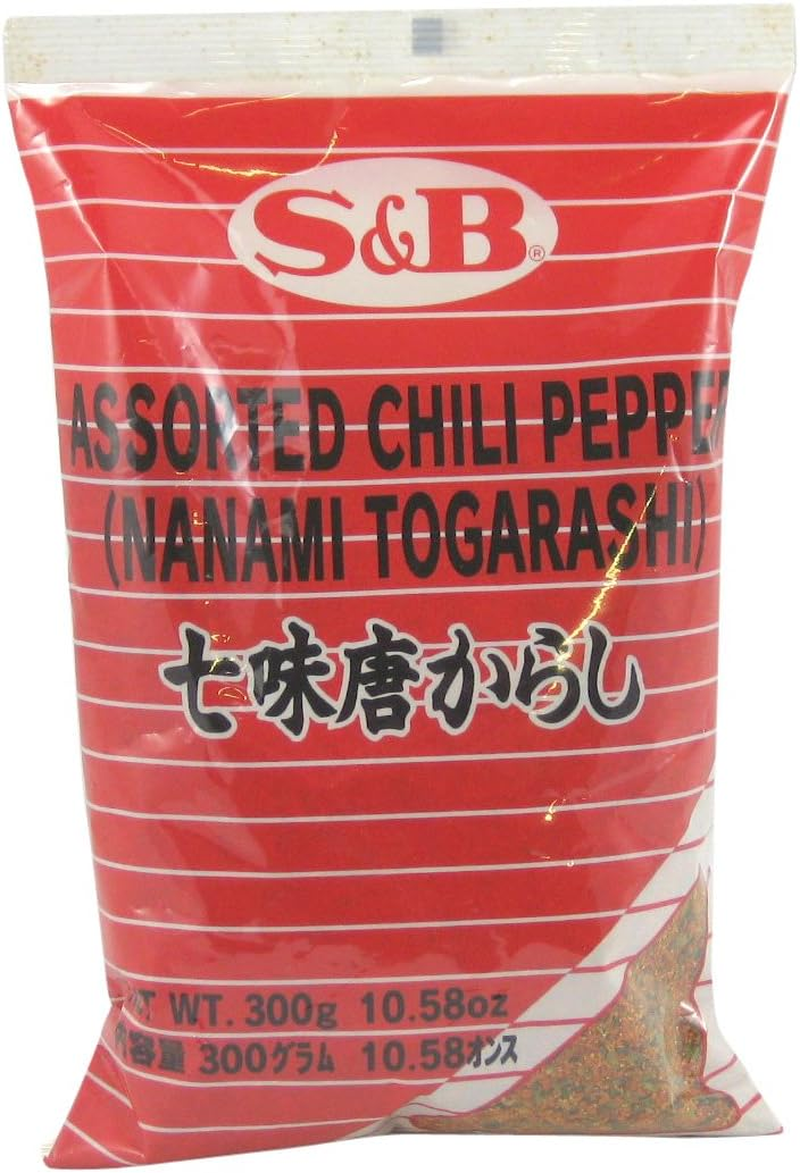 S&B®
ASSORTED CHILI PEPPER
(NANAMI TOGARASHI)
七味唐からし
WT. 300g 10.58oz
内容量 300グラム 10.58オンス